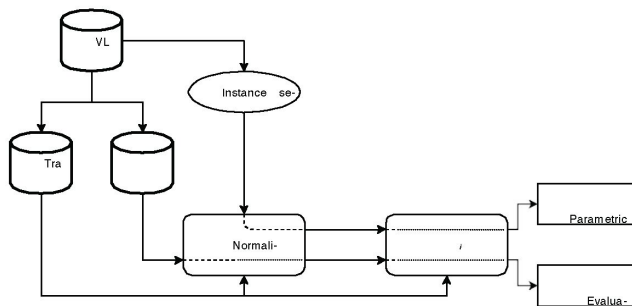 VL
Instance se-
Tra
Normali-
i
Parametric
Evalua-